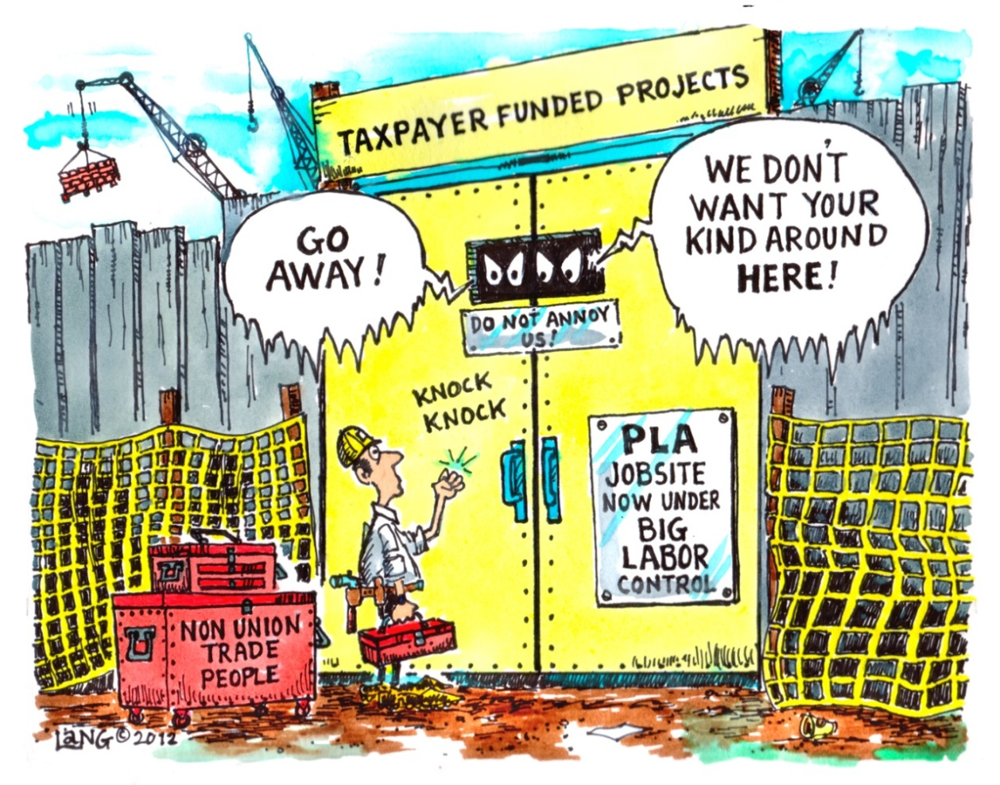 TAXPAYER FUNDED PROJECTS
GO
AWAY!
WE DON'T
WANT YOUR
KIND AROUND
HERE!
DO NOT ANNOY
US!
KNOCK
KNOCK
PLA
JOBSITE
NOW UNDER
BIG
LABOR
CONTROL
NON UNION
TRADE
PEOPLE
LANG © 2012